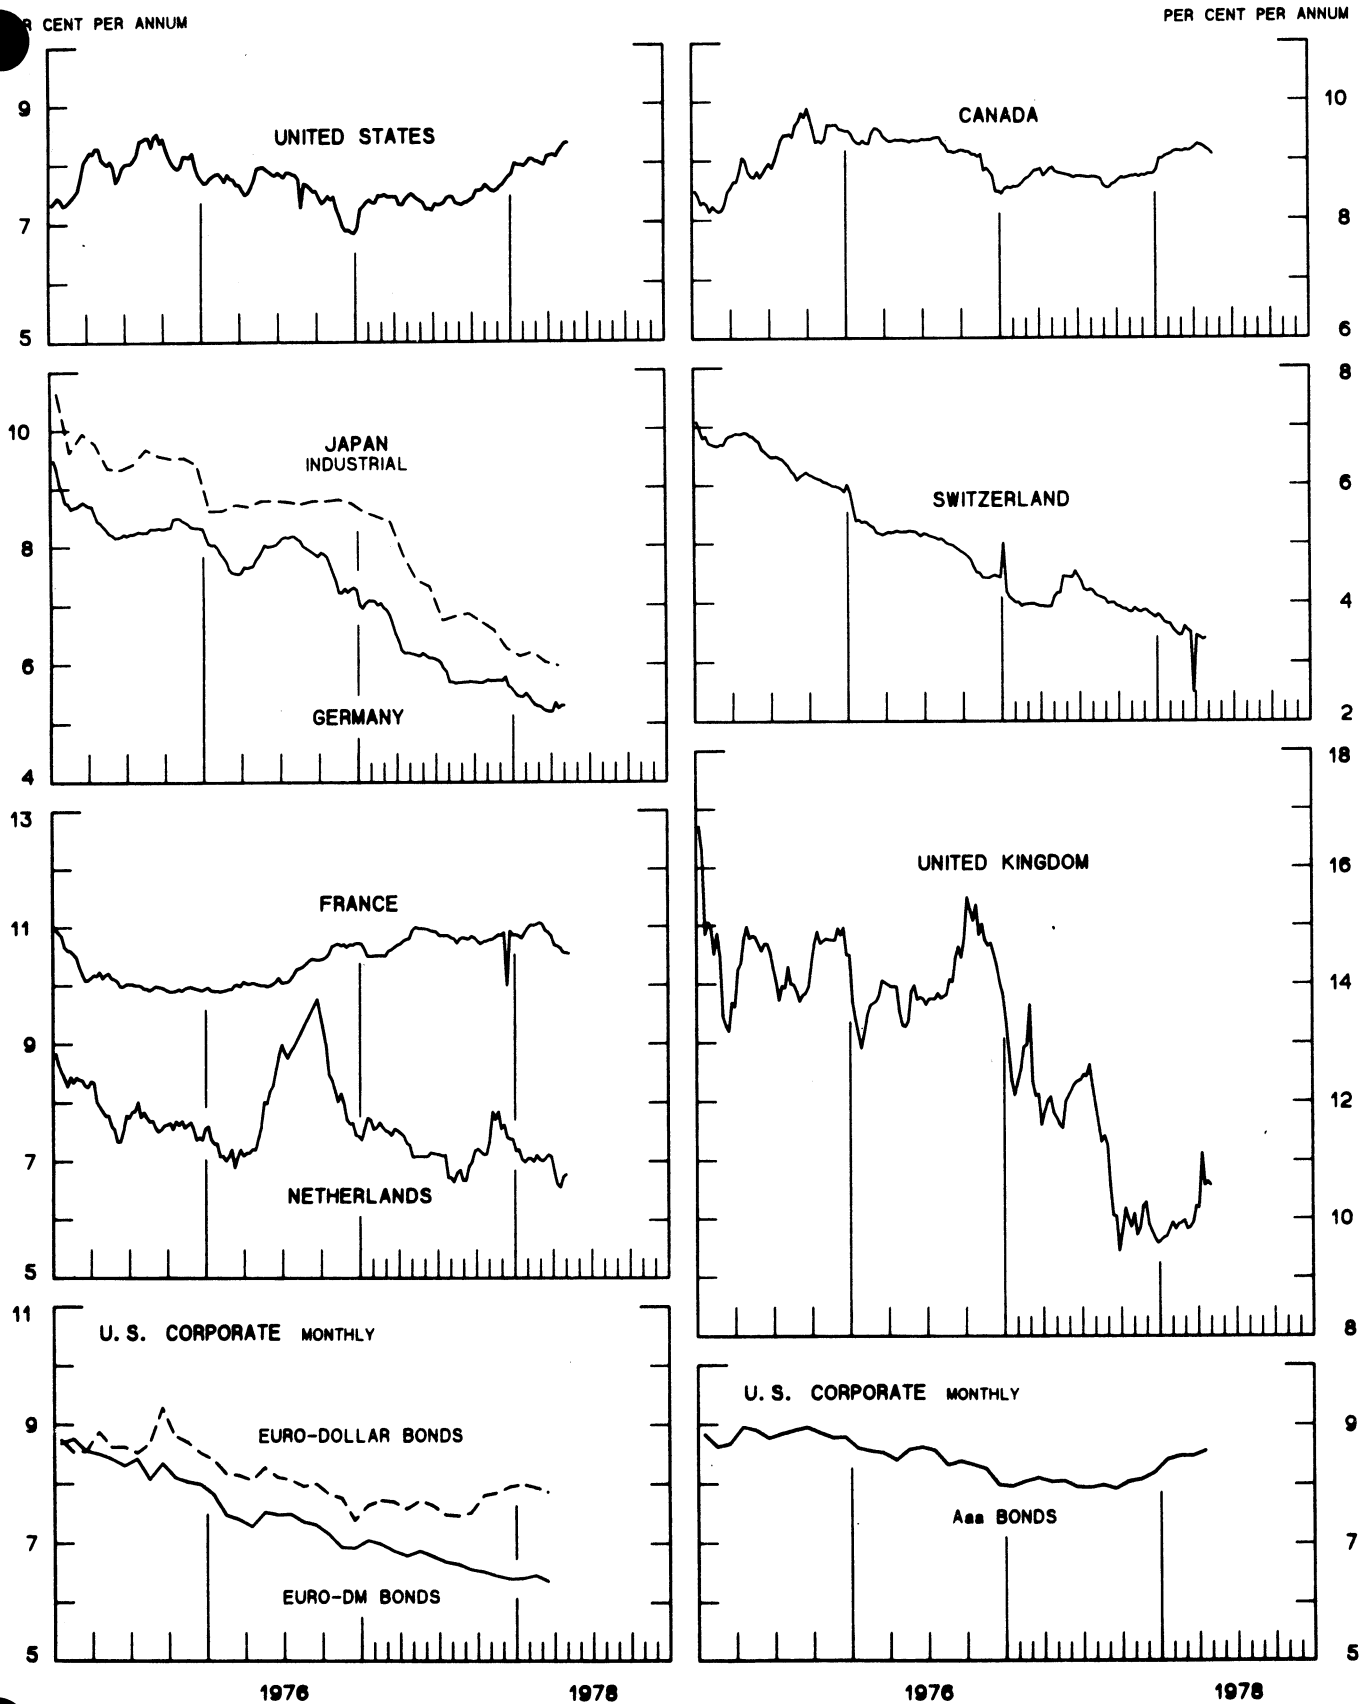 R CENT PER ANNUM
PER CENT PER ANNUM
9
7
5
UNITED STATES
10
8
6
CANADA
10
8
6
4
JAPAN
INDUSTRIAL
GERMANY
8
6
4
2
SWITZERLAND
13
11
9
7
5
FRANCE
NETHERLANDS
18
16
14
12
10
8
UNITED KINGDOM
11
9
7
5
U. S. CORPORATE MONTHLY
EURO-DOLLAR BONDS
EURO-DM BONDS
1976 1978
9
7
5
U. S. CORPORATE MONTHLY
Aaa BONDS
1976 1978